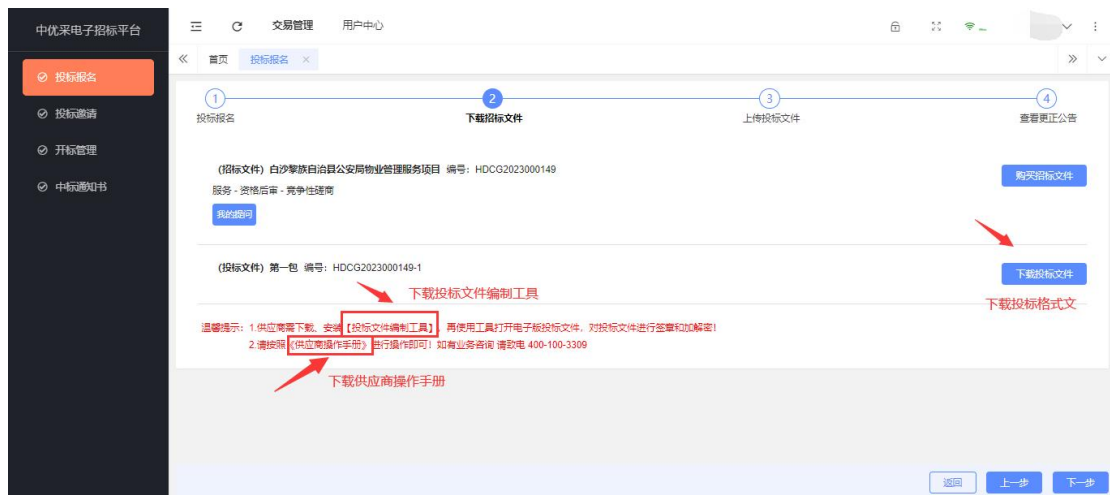 中优采电子招标平台
交易管理 用户中心
首页 投标报名 ×
投标报名
投标邀请
开标管理
中标通知书
1 2 3 4
投标报名 下载招标文件 上传投标文件 查看更正公告
(招标文件) 白沙黎族自治县公安局物业管理服务项目 编号：HDCG2023000149
购买招标文件
服务 - 资格后审 - 竞争性磋商
我的提问
(投标文件) 第一包 编号：HDCG2023000149-1
下载投标文件
下载投标文件编制工具
下载投标格式文
温馨提示：1.供应商需下载、安装【投标文件编制工具】，再使用工具打开电子版投标文件、对投标文件进行签章和加解密！
2.请按照《供应商操作手册》进行操作即可！如有业务咨询 请致电 400-100-3309
下载供应商操作手册
返回 上一步 下一步